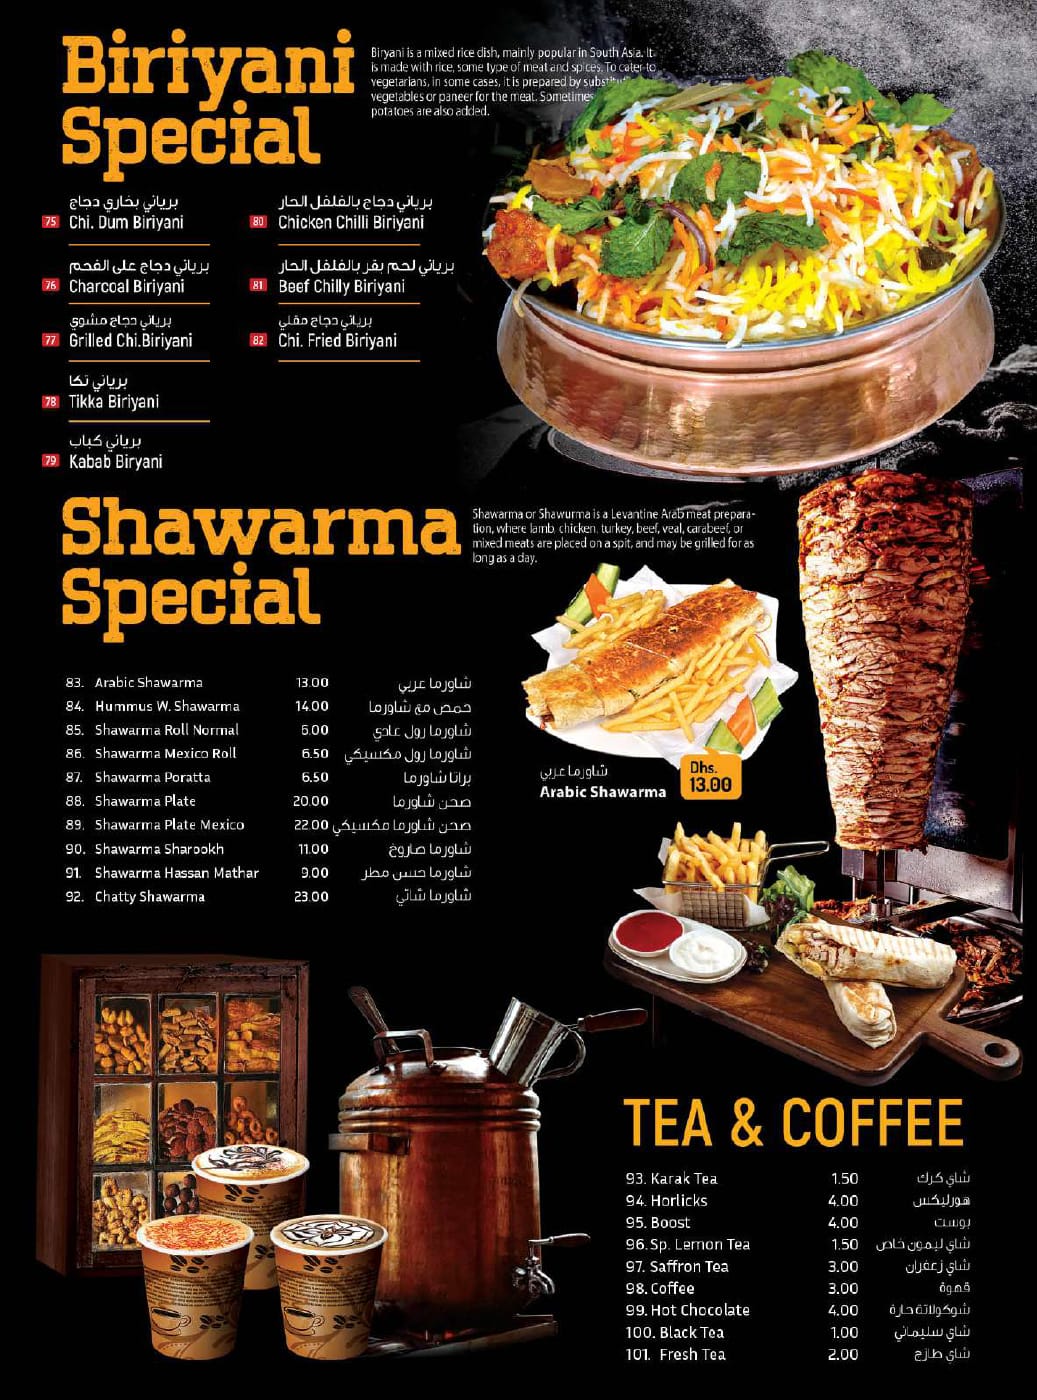 Biriyani
Special
Biryani is a mixed rice dish, mainly popular in South Asia. It
is made with rice, some type of meat and spices. To cater to
vegetarians, in some cases, it is prepared by
vegetables or paneer for the meat. Sometimes
potatoes are also added.
برياني بخاري دجاج
75 Chi. Dum Biriyani
برياني دجاج على الفحم
76 Charcoal Biriyani
برياني دجاج مشوي
77 Grilled Chi.Biriyani
برياني تكا
78 Tikka Biriyani
برياني كباب
79 Kabab Biryani
برياني دجاج بالفلفل الحار
80 Chicken Chilli Biriyani
برياني لحم بقر بالفلفل الحار
81 Beef Chilly Biriyani
برياني دجاج مقلي
82 Chi. Fried Biriyani
Shawarma
Special
Shawarma or Shawurma is a Levantine Arab meat prepara-
tion, where lamb, chicken, turkey, beef, veal, carabeef, or
mixed meats are placed on a spit, and may be grilled for as
long as a day.
83. Arabic Shawarma 13.00 شاورما عربي
84. Hummus W. Shawarma 14.00 حمص مع شاورما
85. Shawarma Roll Normal 6.00 شاورما رول عادي
86. Shawarma Mexico Roll 6.50 شاورما رول مكسيكي
87. Shawarma Poratta 6.50 براتا شاورما
88. Shawarma Plate 20.00 صحن شاورما
89. Shawarma Plate Mexico 22.00 صحن شاورما مكسيكي
90. Shawarma Sharookh 11.00 شاورما صاروخ
91. Shawarma Hassan Mathar 9.00 شاورما حسن مطر
92. Chatty Shawarma 23.00 شاورما شاتي
شاورما عربي
Arabic Shawarma
Dhs.
13.00
TEA & COFFEE
93. Karak Tea 1.50 شاي كرك
94. Horlicks 4.00 هورليكس
95. Boost 4.00 بوست
96. Sp. Lemon Tea 1.50 شاي ليمون خاص
97. Saffron Tea 3.00 شاي زعفران
98. Coffee 3.00 قهوة
99. Hot Chocolate 4.00 شوكولاتة حارة
100. Black Tea 1.00 شاي سليماني
101. Fresh Tea 2.00 شاي طازج